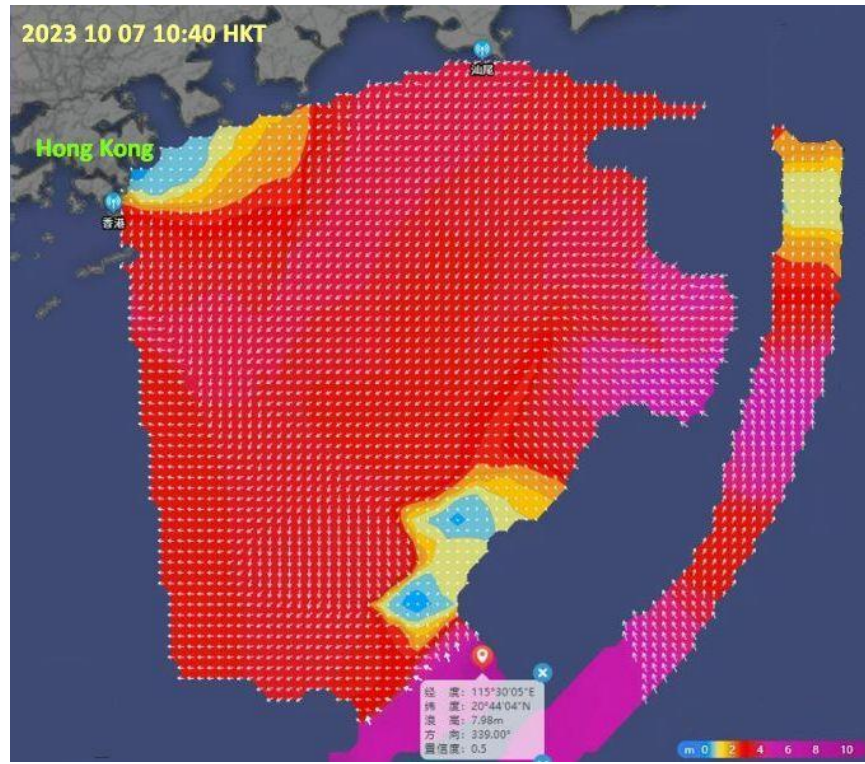 2023 10 07 10:40 HKT
汕尾
Hong Kong
香港
经 度：115°30'05"E
纬 度：20°44'04"N
浪 高：7.98m
方 向：339.00°
置信度：0.5
m 0 2 4 6 8 10